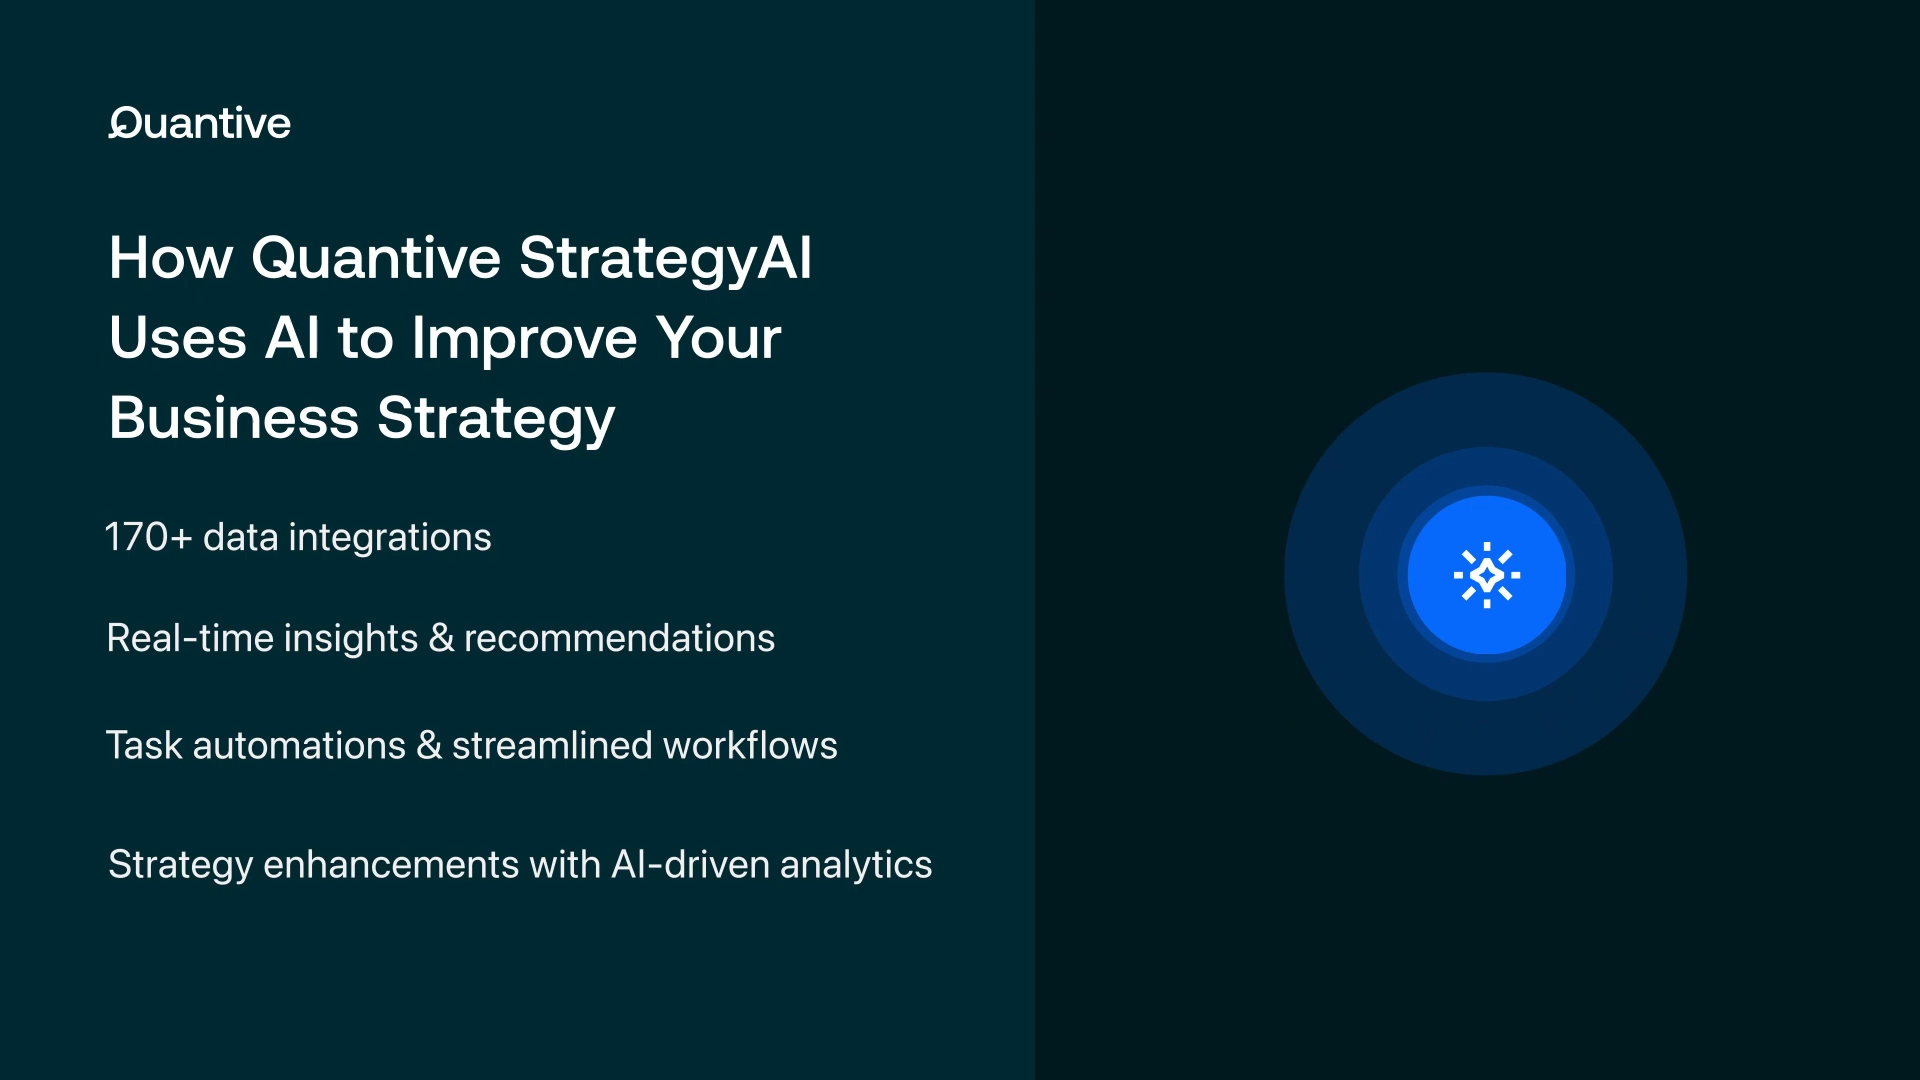 Quantive
How Quantive StrategyAI
Uses AI to Improve Your
Business Strategy
170+ data integrations
Real-time insights & recommendations
Task automations & streamlined workflows
Strategy enhancements with AI-driven analytics